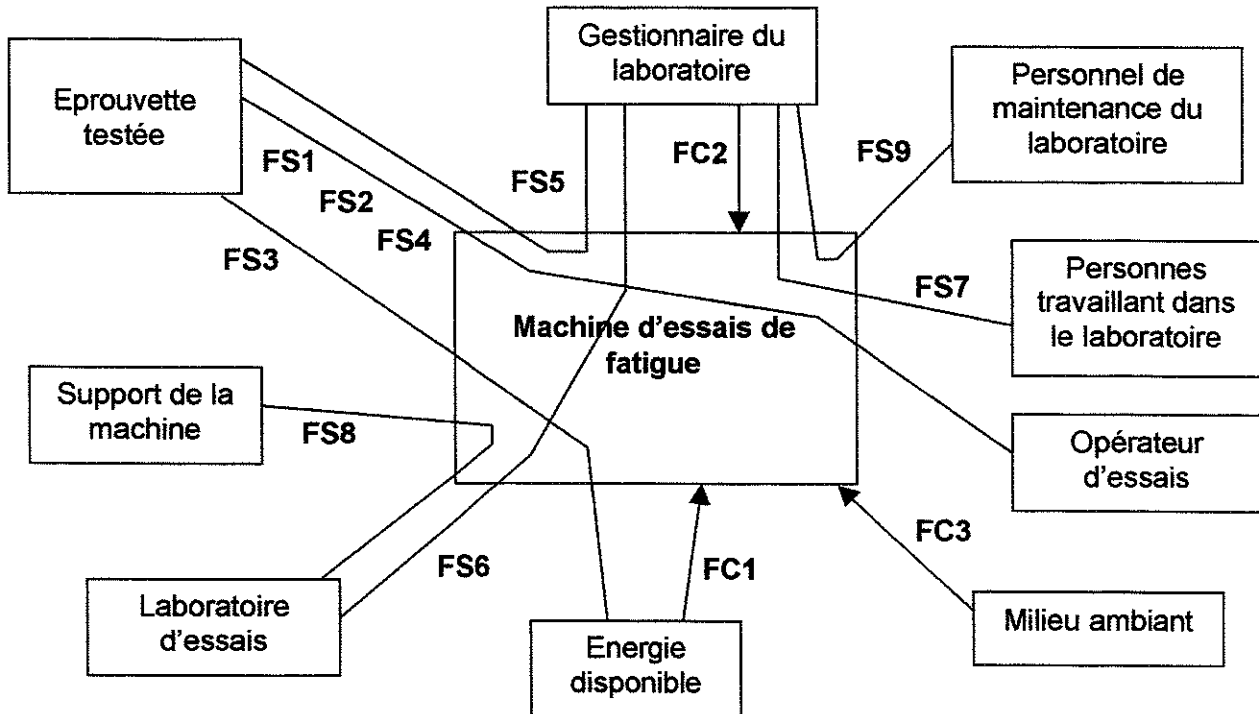 Gestionnaire du
laboratoire
Eprouvette
testée
Personnel de
maintenance du
laboratoire
FS1
FS2
FS4
FS5
FC2
FS9
FS3
FS7
Personnes
travaillant dans
le laboratoire
Machine d'essais de
fatigue
Support de la
machine
FS8
Opérateur
d'essais
FC3
FS6
FC1
Laboratoire
d'essais
Energie
disponible
Milieu ambiant